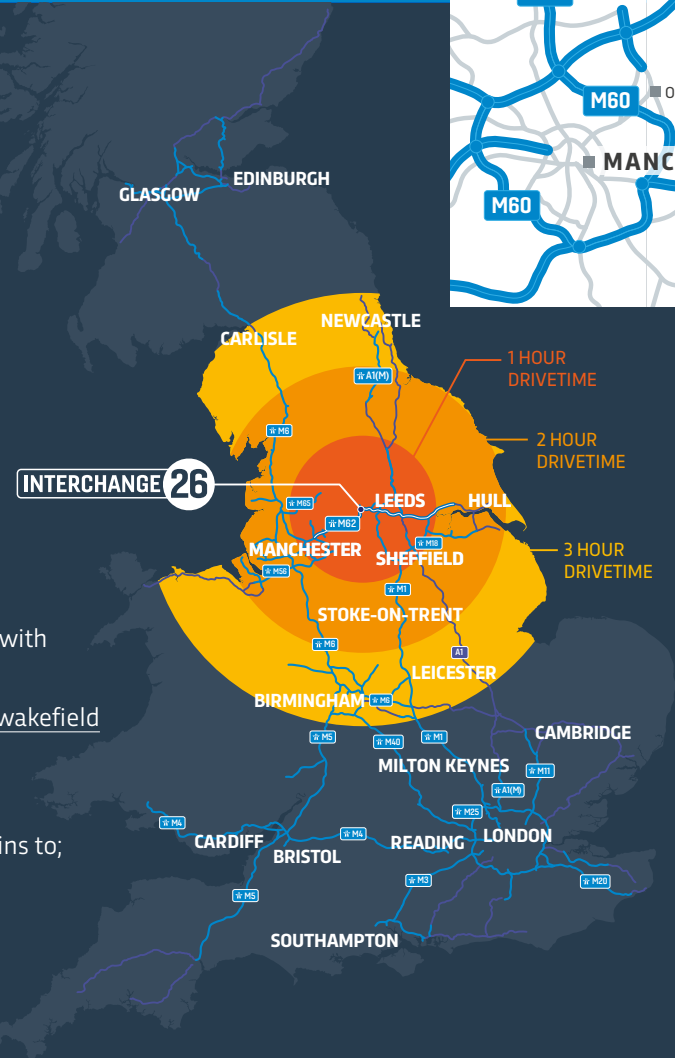 M60
O
MANC
M60
EDINBURGH
GLASGOW
NEWCASTLE
CARLISLE
1 HOUR
DRIVETIME
A1(M)
M6
2 HOUR
DRIVETIME
INTERCHANGE 26
LEEDS
HULL
M65
M62
MANCHESTER
M18
SHEFFIELD
3 HOUR
DRIVETIME
M56
M1
STOKE-ON-TRENT
with
M6
A1
LEICESTER
BIRMINGHAM
M6
wakefield
M5
M40
M1
CAMBRIDGE
MILTON KEYNES
M11
A1(M)
M25
M4
ins to;
CARDIFF
M4
READING
LONDON
BRISTOL
M3
M20
M5
SOUTHAMPTON